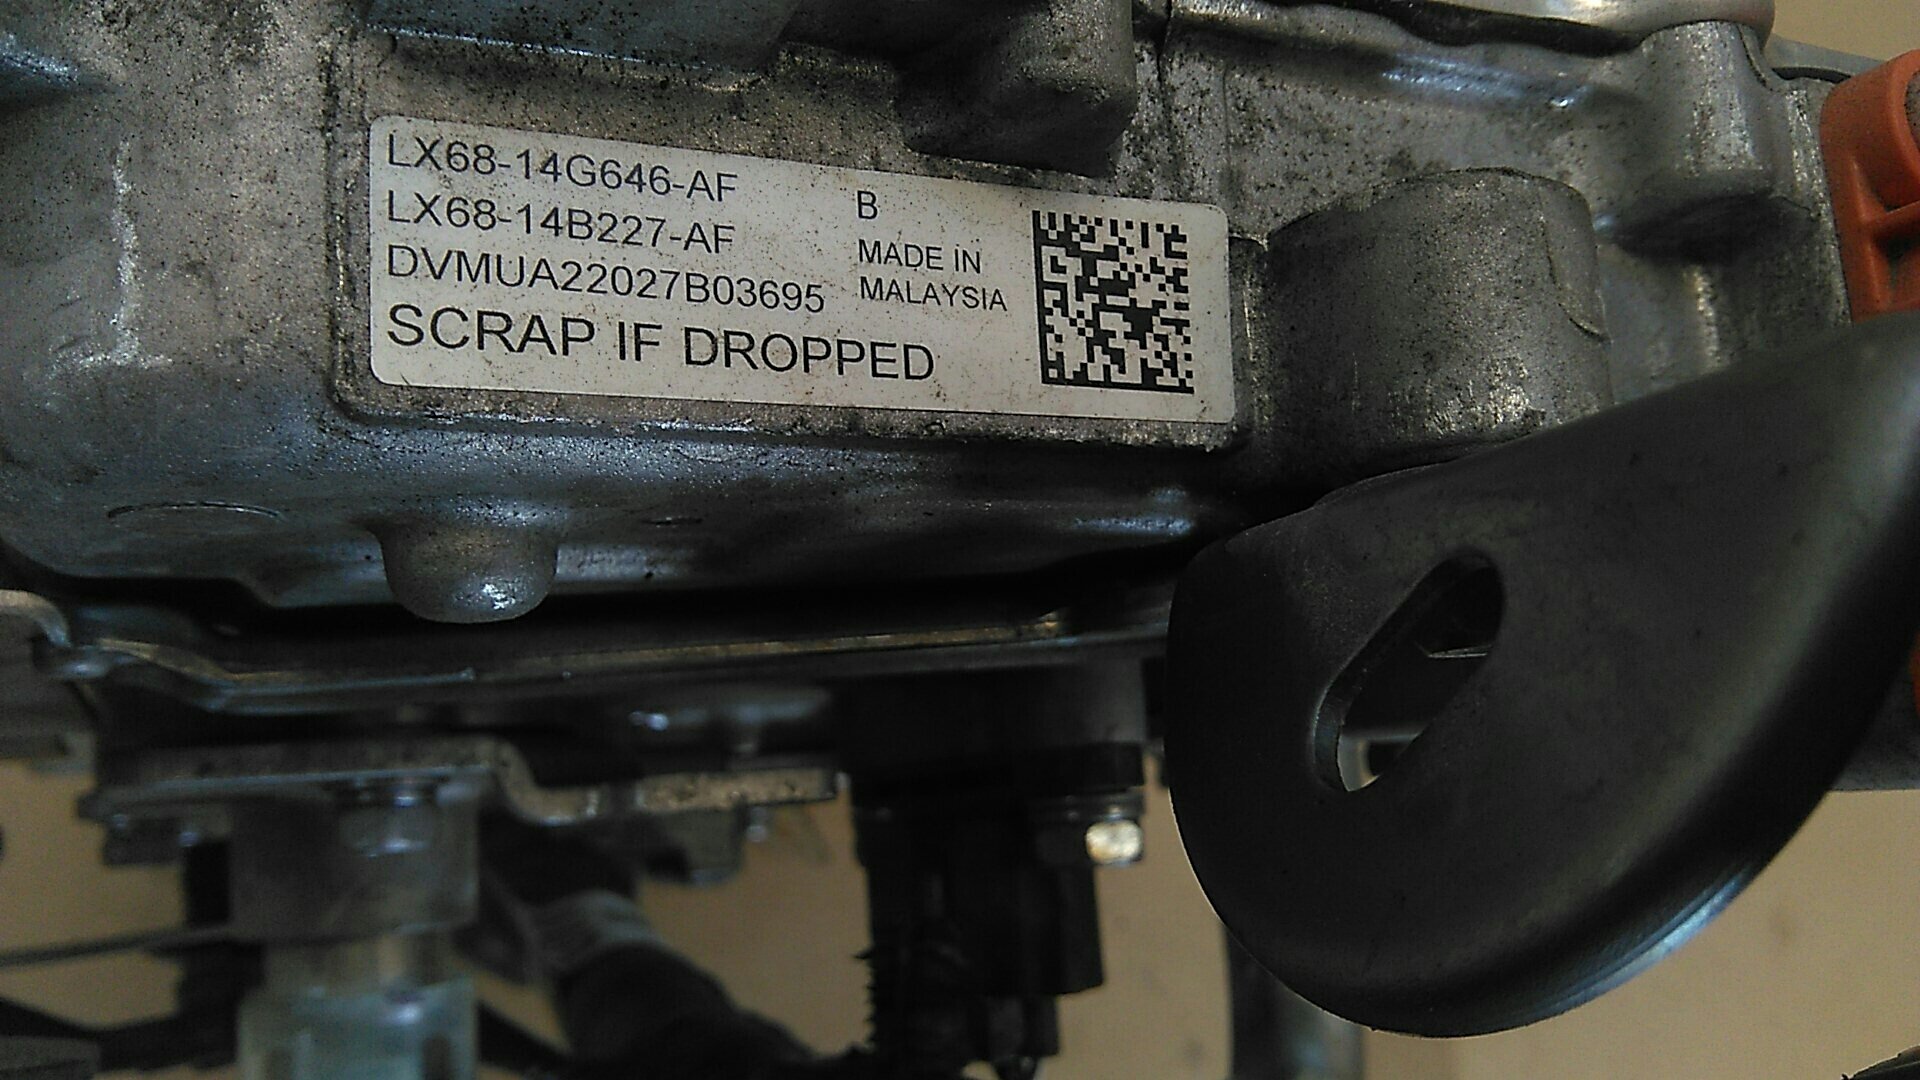 LX68-14G646-AF
LX68-14B227-AF
DVMUA22027B03695
SCRAP IF DROPPED
B
MADE IN
MALAYSIA